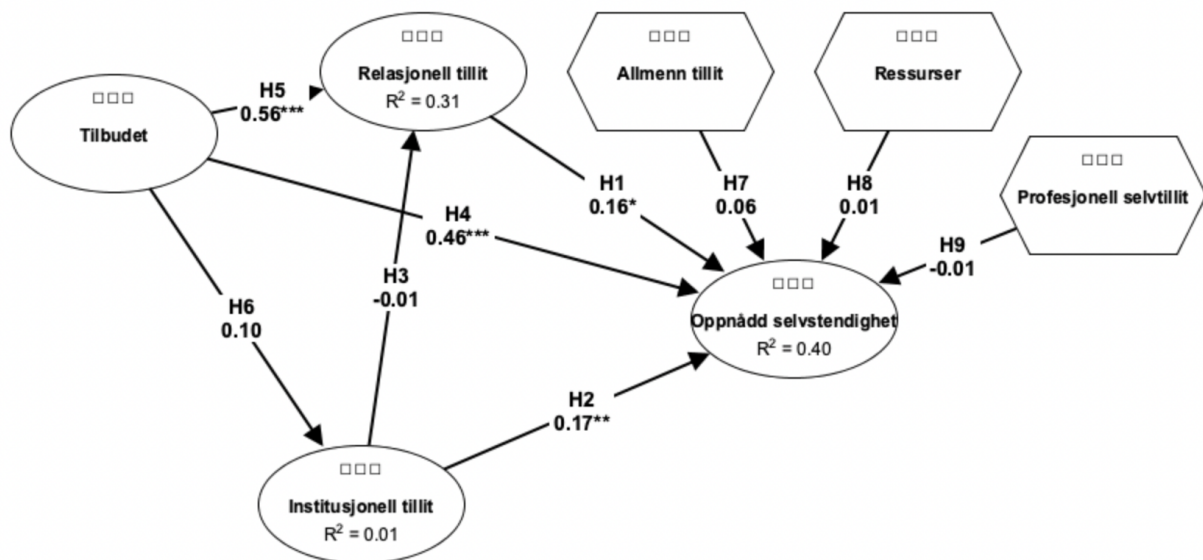 Tilbudet
H5
0.56***
Relasjonell tillit
R² = 0.31
Allmenn tillit
Ressurser
Profesjonell selvtillit
H1
0.16*
H7
0.06
H8
0.01
H9
-0.01
H4
0.46***
H3
-0.01
H6
0.10
Oppnådd selvstendighet
R² = 0.40
H2
0.17**
Institusjonell tillit
R² = 0.01